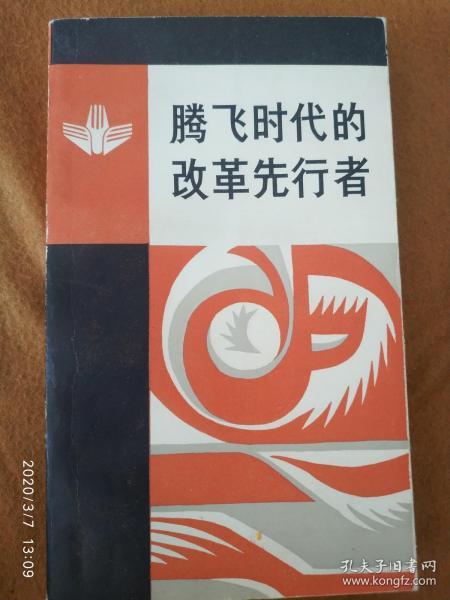 腾飞时代的
改革先行者
2020/3/7 13:09
孔夫子旧书网
www.kongfz.com